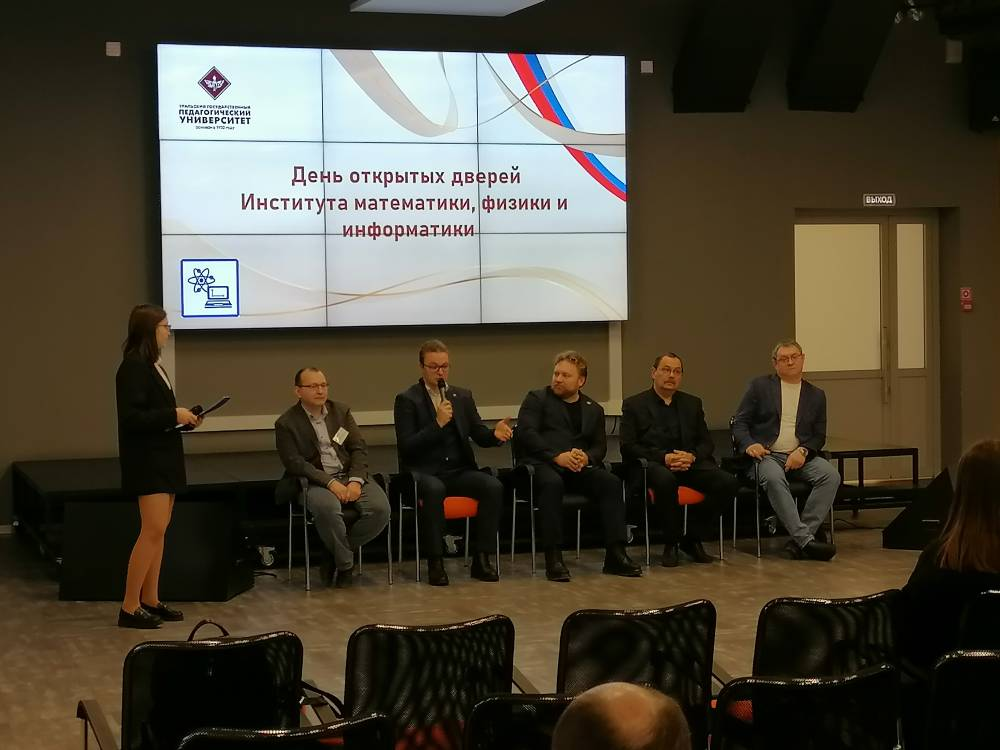 УРАЛЬСКИЙ ГОСУДАРСТВЕННЫЙ
ПЕДАГОГИЧЕСКИЙ
УНИВЕРСИТЕТ
День открытых дверей
Института математики, физики и
информатики
ВЫХОД